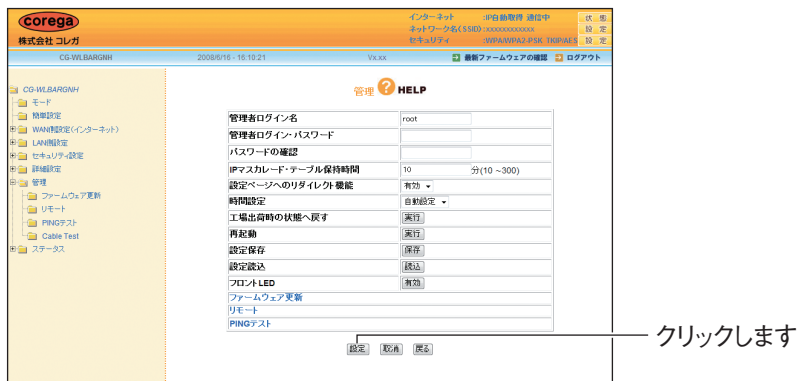 corega
株式会社 コレガ
インターネット :IP自動取得 通信中 状 態
ネットワーク名(SSID) :xxxxxxxxxxxx 設 定
セキュリティ :WPA/WPA2-PSK TKIP/AES 設 定
CG-WLBARGNH 2008/6/16 - 16:10:21 Vx.xx 最新ファームウェアの確認 ログアウト
CG-WLBARGNH
モード
簡単設定
WAN側設定(インターネット)
LAN側設定
セキュリティ設定
詳細設定
管理
ファームウェア更新
リモート
PINGテスト
Cable Test
ステータス
管理 ? HELP
管理者ログイン名 root
管理者ログイン・パスワード
パスワードの確認
IPマスカレード・テーブル保持時間 10 分(10 ~300)
設定ページへのリダイレクト機能 有効
時間設定 自動設定
工場出荷時の状態へ戻す 実行
再起動 実行
設定保存 保存
設定読込 読込
フロントLED 有効
ファームウェア更新
リモート
PINGテスト
設定 取消 戻る
クリックします